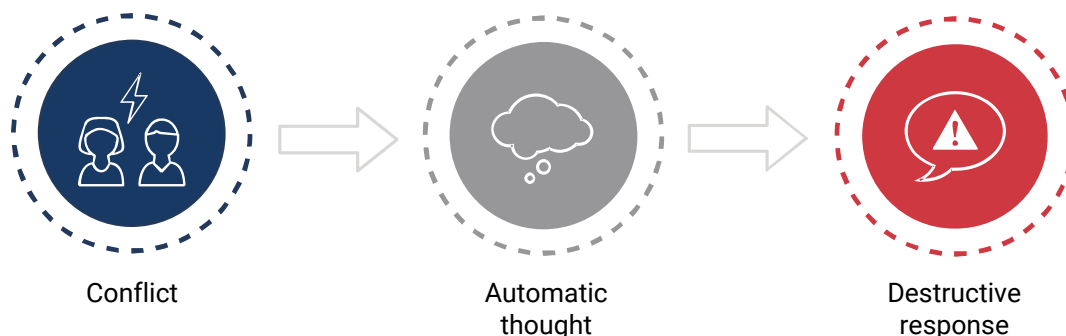 Conflict
Automatic
thought
Destructive
response